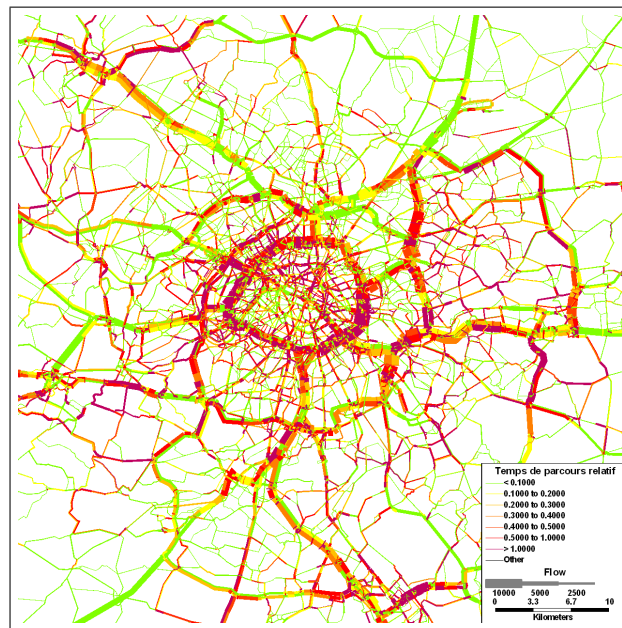 Temps de parcours relatif
< 0.1000
0.1000 to 0.2000
0.2000 to 0.3000
0.3000 to 0.4000
0.4000 to 0.5000
0.5000 to 1.0000
> 1.0000
Other
Flow
10000 5000 2500
0 3.3 6.7 10
Kilometers